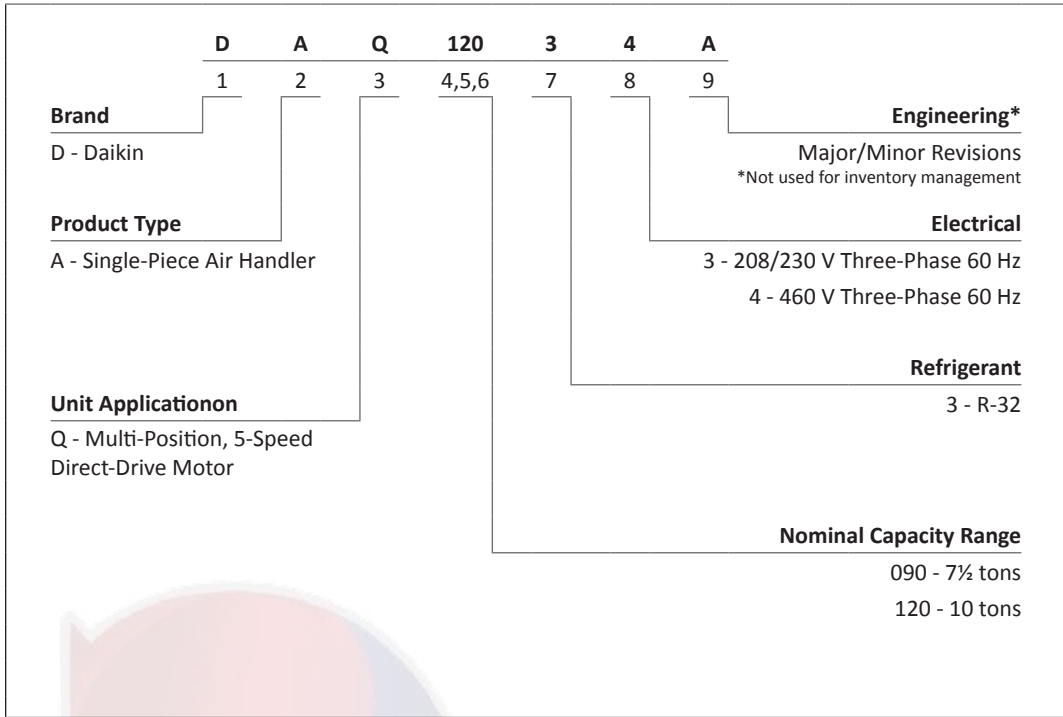 D A Q 120 3 4 A
1 2 3 4,5,6 7 8 9
Brand
D - Daikin
Engineering*
Major/Minor Revisions
*Not used for inventory management
Product Type
A - Single-Piece Air Handler
Electrical
3 - 208/230 V Three-Phase 60 Hz
4 - 460 V Three-Phase 60 Hz
Refrigerant
3 - R-32
Unit Applicationon
Q - Multi-Position, 5-Speed
Direct-Drive Motor
Nominal Capacity Range
090 - 7½ tons
120 - 10 tons